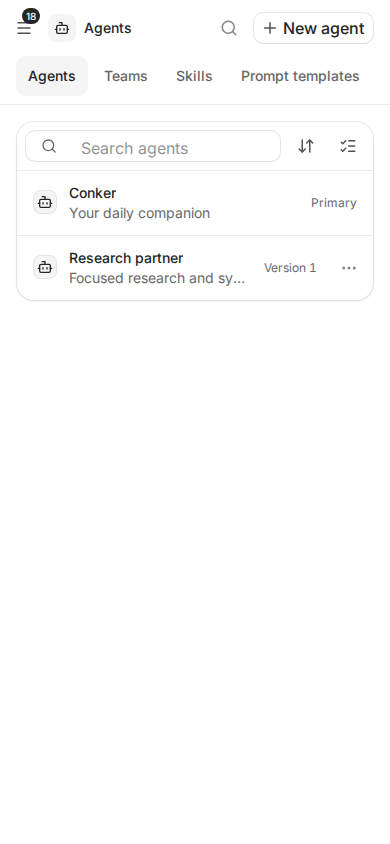 18
Agents
New agent
Agents Teams Skills Prompt templates
Search agents
Conker
Your daily companion
Primary
Research partner
Focused research and sy...
Version 1